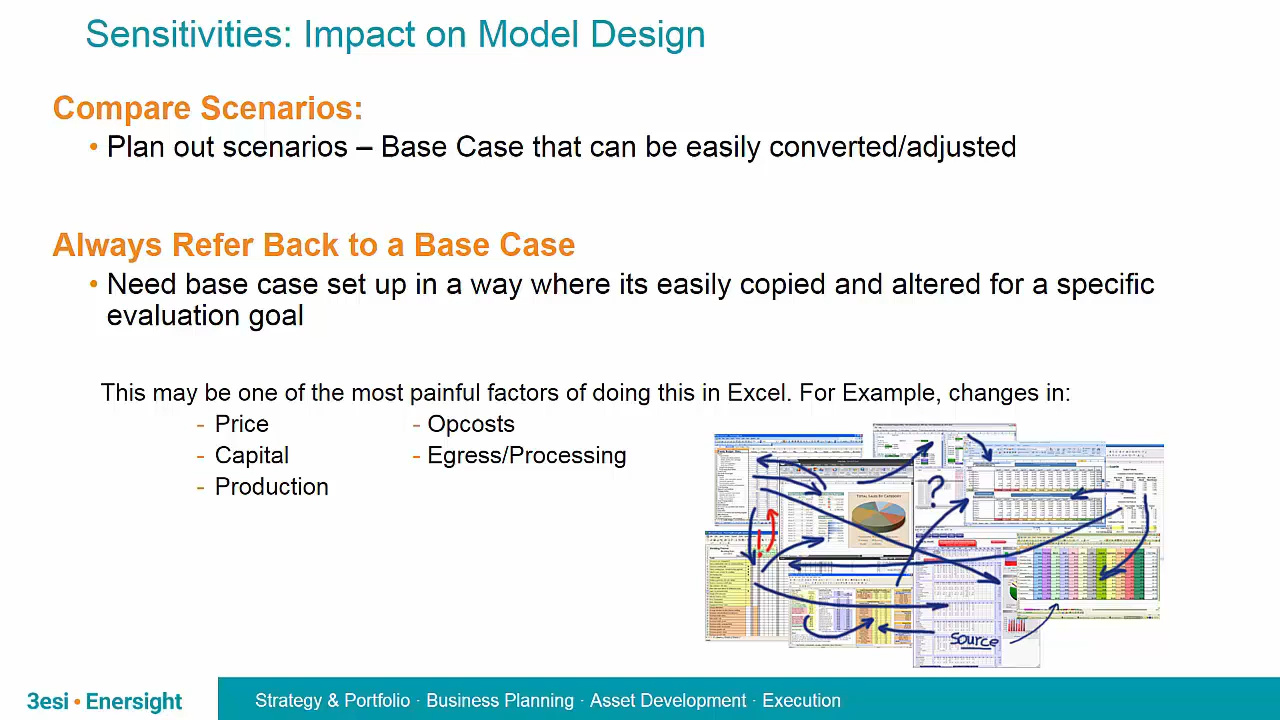 Sensitivities: Impact on Model Design
Compare Scenarios:
• Plan out scenarios – Base Case that can be easily converted/adjusted
Always Refer Back to a Base Case
• Need base case set up in a way where its easily copied and altered for a specific
evaluation goal
This may be one of the most painful factors of doing this in Excel. For Example, changes in:
- Price
- Capital
- Production
- Opcosts
- Egress/Processing
?
Source
3esi • Enersight
Strategy & Portfolio · Business Planning · Asset Development · Execution